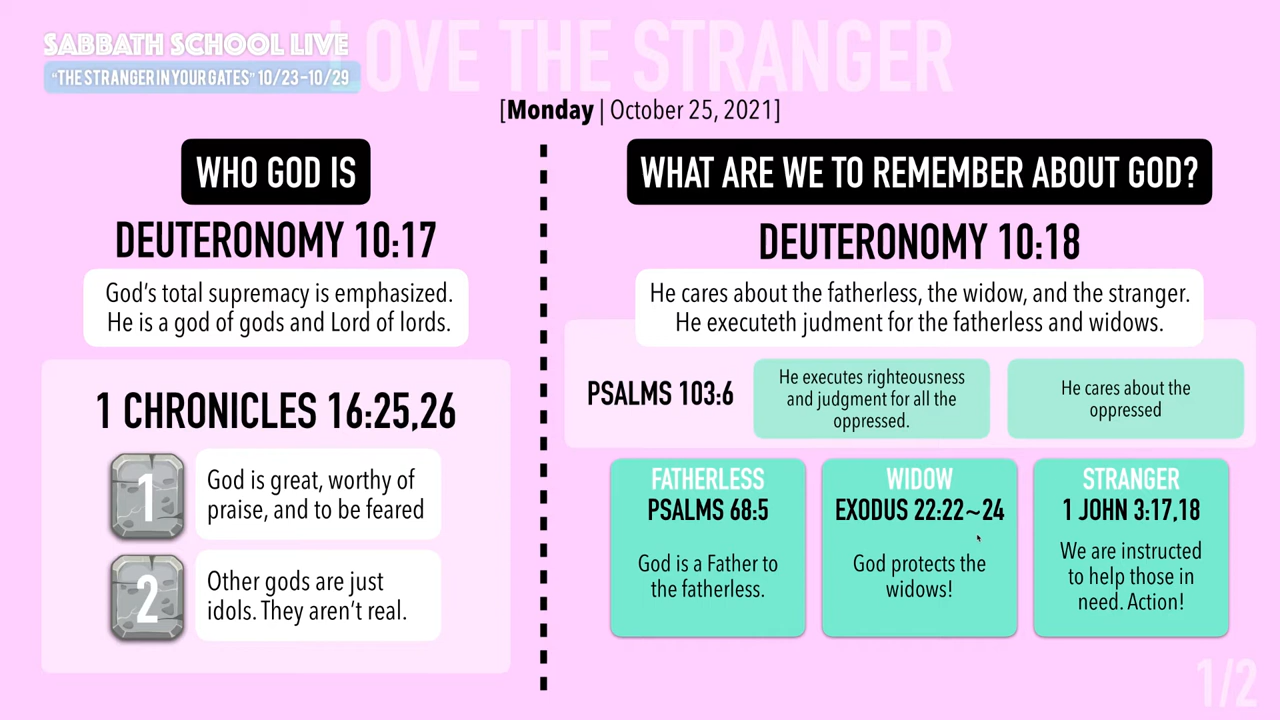 SABBATH SCHOOL LIVE
"THE STRANGER IN YOUR GATES" 10/23-10/29
LOVE THE STRANGER
[Monday | October 25, 2021]
WHO GOD IS
DEUTERONOMY 10:17
God's total supremacy is emphasized.
He is a god of gods and Lord of lords.
1 CHRONICLES 16:25,26
1
God is great, worthy of
praise, and to be feared
2
Other gods are just
idols. They aren't real.
WHAT ARE WE TO REMEMBER ABOUT GOD?
DEUTERONOMY 10:18
He cares about the fatherless, the widow, and the stranger.
He executeth judment for the fatherless and widows.
PSALMS 103:6
He executes righteousness
and judgment for all the
oppressed.
He cares about the
oppressed
FATHERLESS
PSALMS 68:5
God is a Father to
the fatherless.
WIDOW
EXODUS 22:22~24
God protects the
widows!
STRANGER
1 JOHN 3:17,18
We are instructed
to help those in
need. Action!
1/2